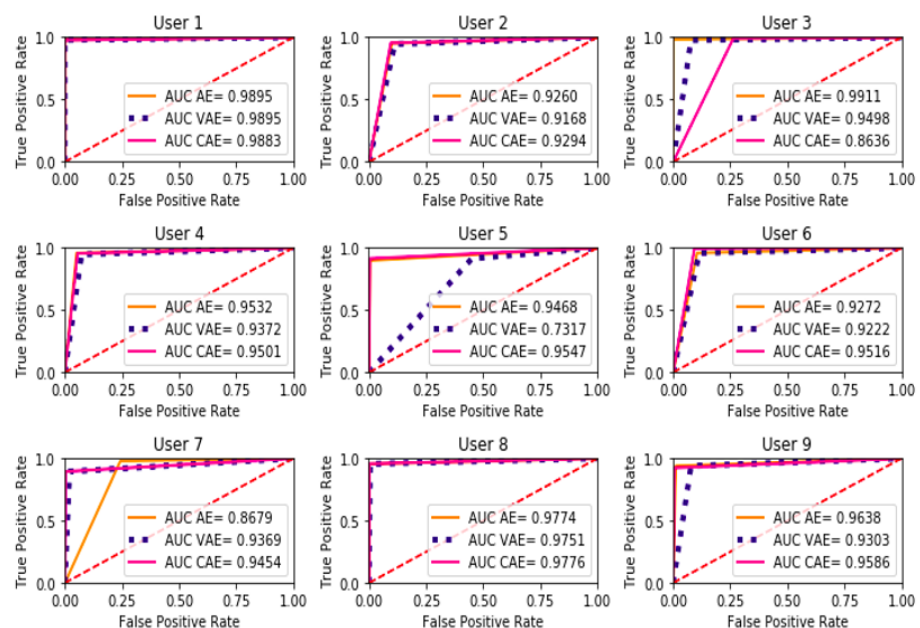 User 1
True Positive Rate
1.0
0.5
0.0
AUC AE= 0.9895
AUC VAE= 0.9895
AUC CAE= 0.9883
0.00 0.25 0.50 0.75 1.00
False Positive Rate
User 2
True Positive Rate
1.0
0.5
0.0
AUC AE= 0.9260
AUC VAE= 0.9168
AUC CAE= 0.9294
0.00 0.25 0.50 0.75 1.00
False Positive Rate
User 3
True Positive Rate
1.0
0.5
0.0
AUC AE= 0.9911
AUC VAE= 0.9498
AUC CAE= 0.8636
0.00 0.25 0.50 0.75 1.00
False Positive Rate
User 4
True Positive Rate
1.0
0.5
0.0
AUC AE= 0.9532
AUC VAE= 0.9372
AUC CAE= 0.9501
0.00 0.25 0.50 0.75 1.00
False Positive Rate
User 5
True Positive Rate
1.0
0.5
0.0
AUC AE= 0.9468
AUC VAE= 0.7317
AUC CAE= 0.9547
0.00 0.25 0.50 0.75 1.00
False Positive Rate
User 6
True Positive Rate
1.0
0.5
0.0
AUC AE= 0.9272
AUC VAE= 0.9222
AUC CAE= 0.9516
0.00 0.25 0.50 0.75 1.00
False Positive Rate
User 7
True Positive Rate
1.0
0.5
0.0
AUC AE= 0.8679
AUC VAE= 0.9369
AUC CAE= 0.9454
0.00 0.25 0.50 0.75 1.00
False Positive Rate
User 8
True Positive Rate
1.0
0.5
0.0
AUC AE= 0.9774
AUC VAE= 0.9751
AUC CAE= 0.9776
0.00 0.25 0.50 0.75 1.00
False Positive Rate
User 9
True Positive Rate
1.0
0.5
0.0
AUC AE= 0.9638
AUC VAE= 0.9303
AUC CAE= 0.9586
0.00 0.25 0.50 0.75 1.00
False Positive Rate